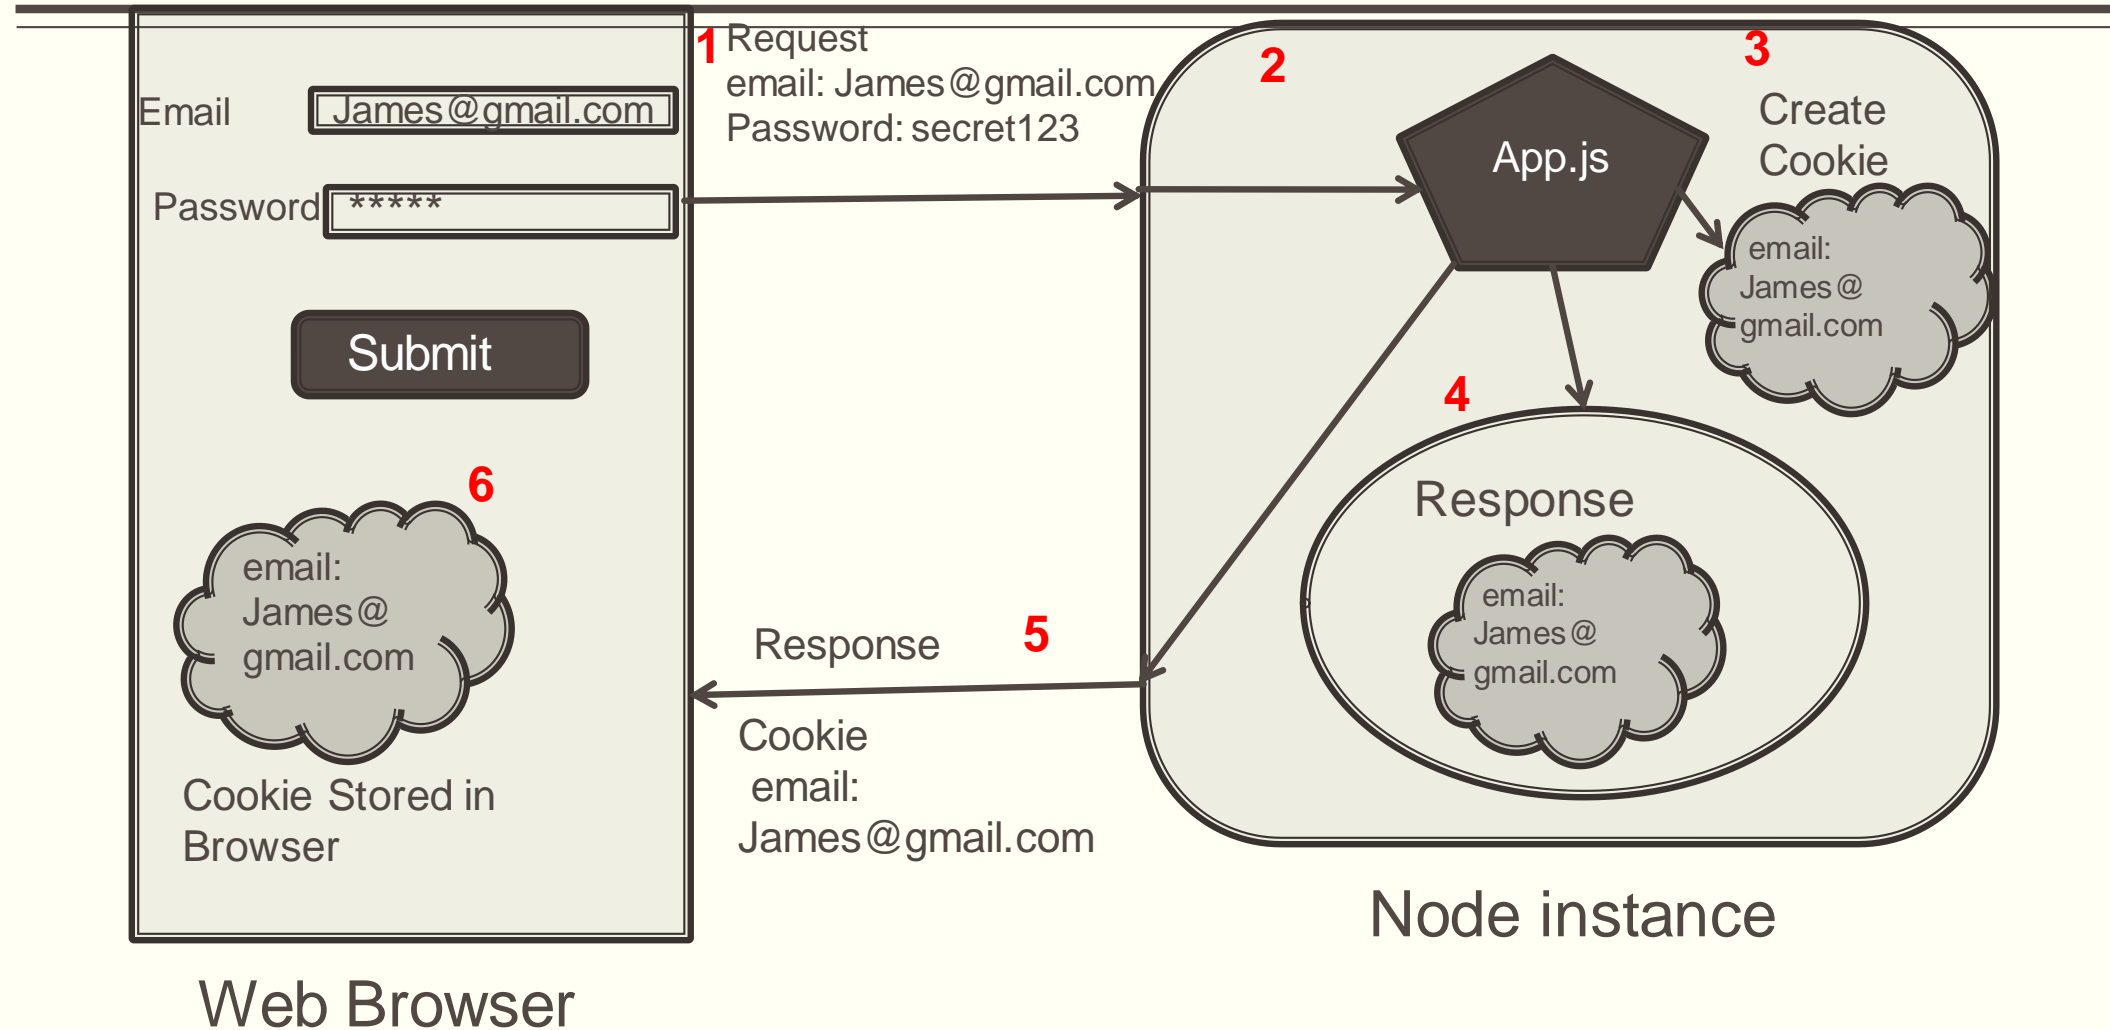 Email
James@gmail.com
Password
*****
Submit
6
email:
James@
gmail.com
Cookie Stored in
Browser
Web Browser
1
Request
email: James@gmail.com
Password: secret123
Response
5
Cookie
email:
James@gmail.com
2
App.js
3
Create
Cookie
email:
James@
gmail.com
4
Response
email:
James@
gmail.com
Node instance